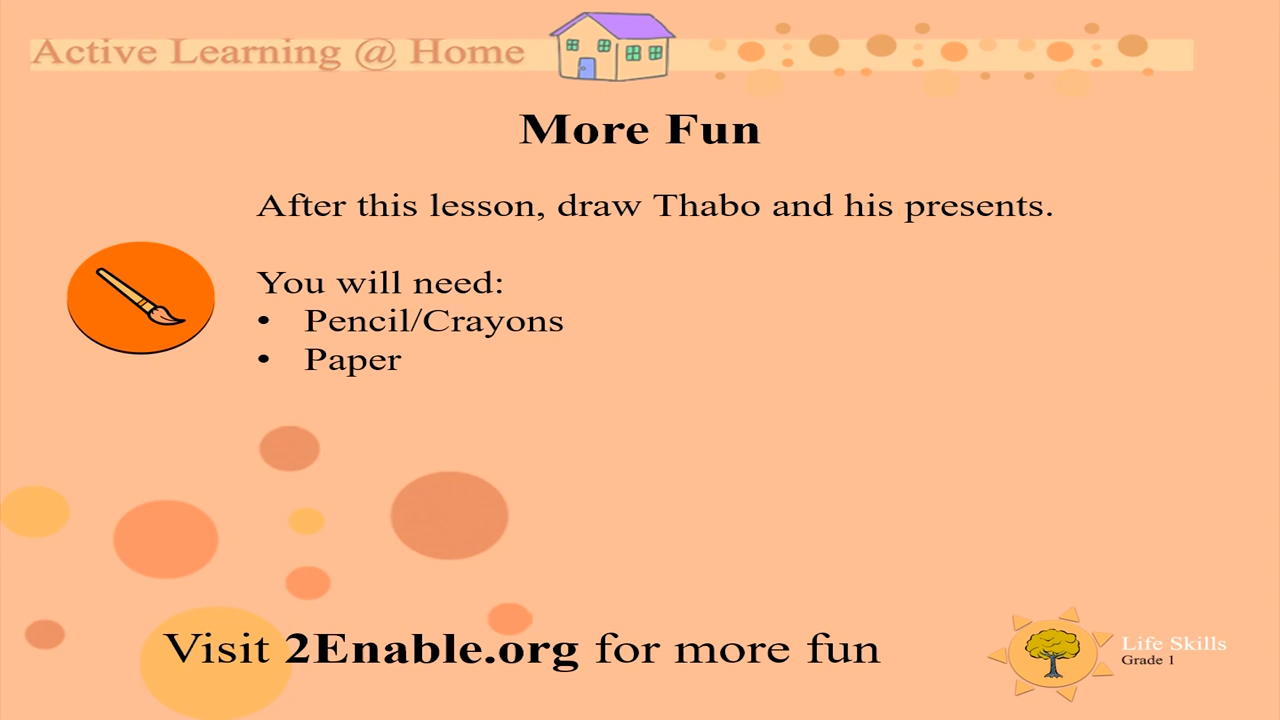 Active Learning @ Home
More Fun
After this lesson, draw Thabo and his presents.
You will need:
• Pencil/Crayons
• Paper
Visit 2Enable.org for more fun
Life Skills
Grade 1